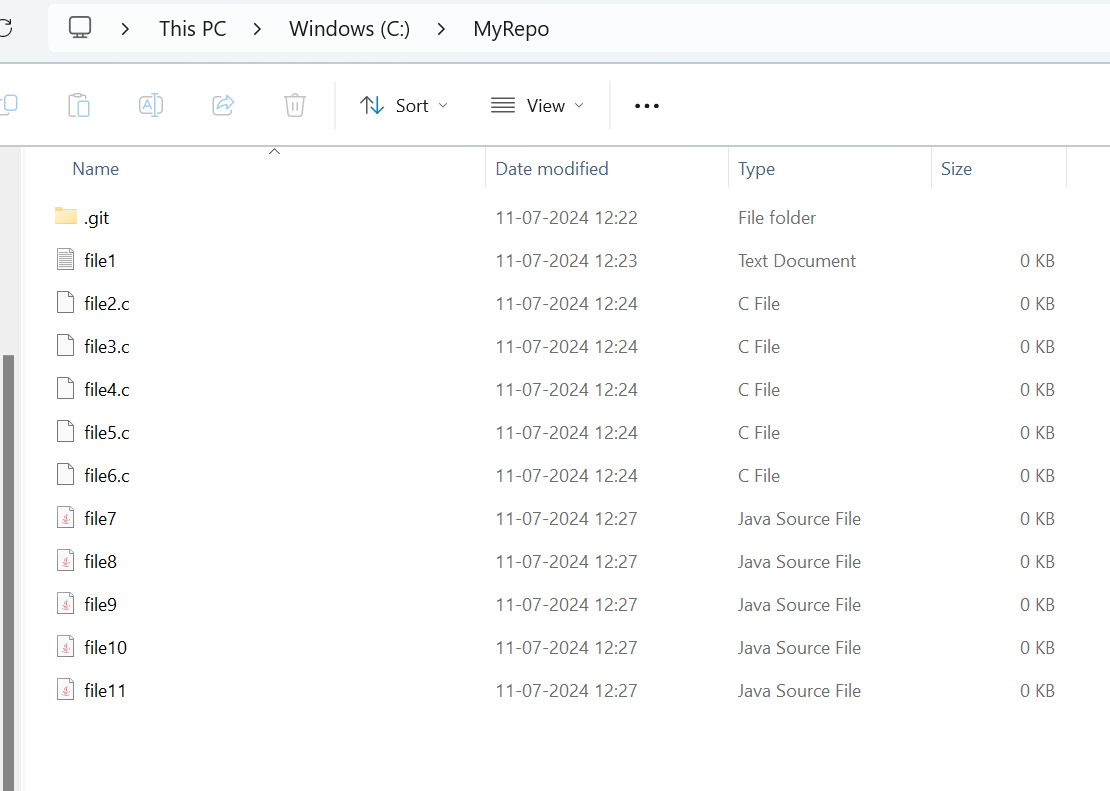 This PC > Windows (C:) > MyRepo
Sort View ...
Name Date modified Type Size
.git 11-07-2024 12:22 File folder
file1 11-07-2024 12:23 Text Document 0 KB
file2.c 11-07-2024 12:24 C File 0 KB
file3.c 11-07-2024 12:24 C File 0 KB
file4.c 11-07-2024 12:24 C File 0 KB
file5.c 11-07-2024 12:24 C File 0 KB
file6.c 11-07-2024 12:24 C File 0 KB
file7 11-07-2024 12:27 Java Source File 0 KB
file8 11-07-2024 12:27 Java Source File 0 KB
file9 11-07-2024 12:27 Java Source File 0 KB
file10 11-07-2024 12:27 Java Source File 0 KB
file11 11-07-2024 12:27 Java Source File 0 KB